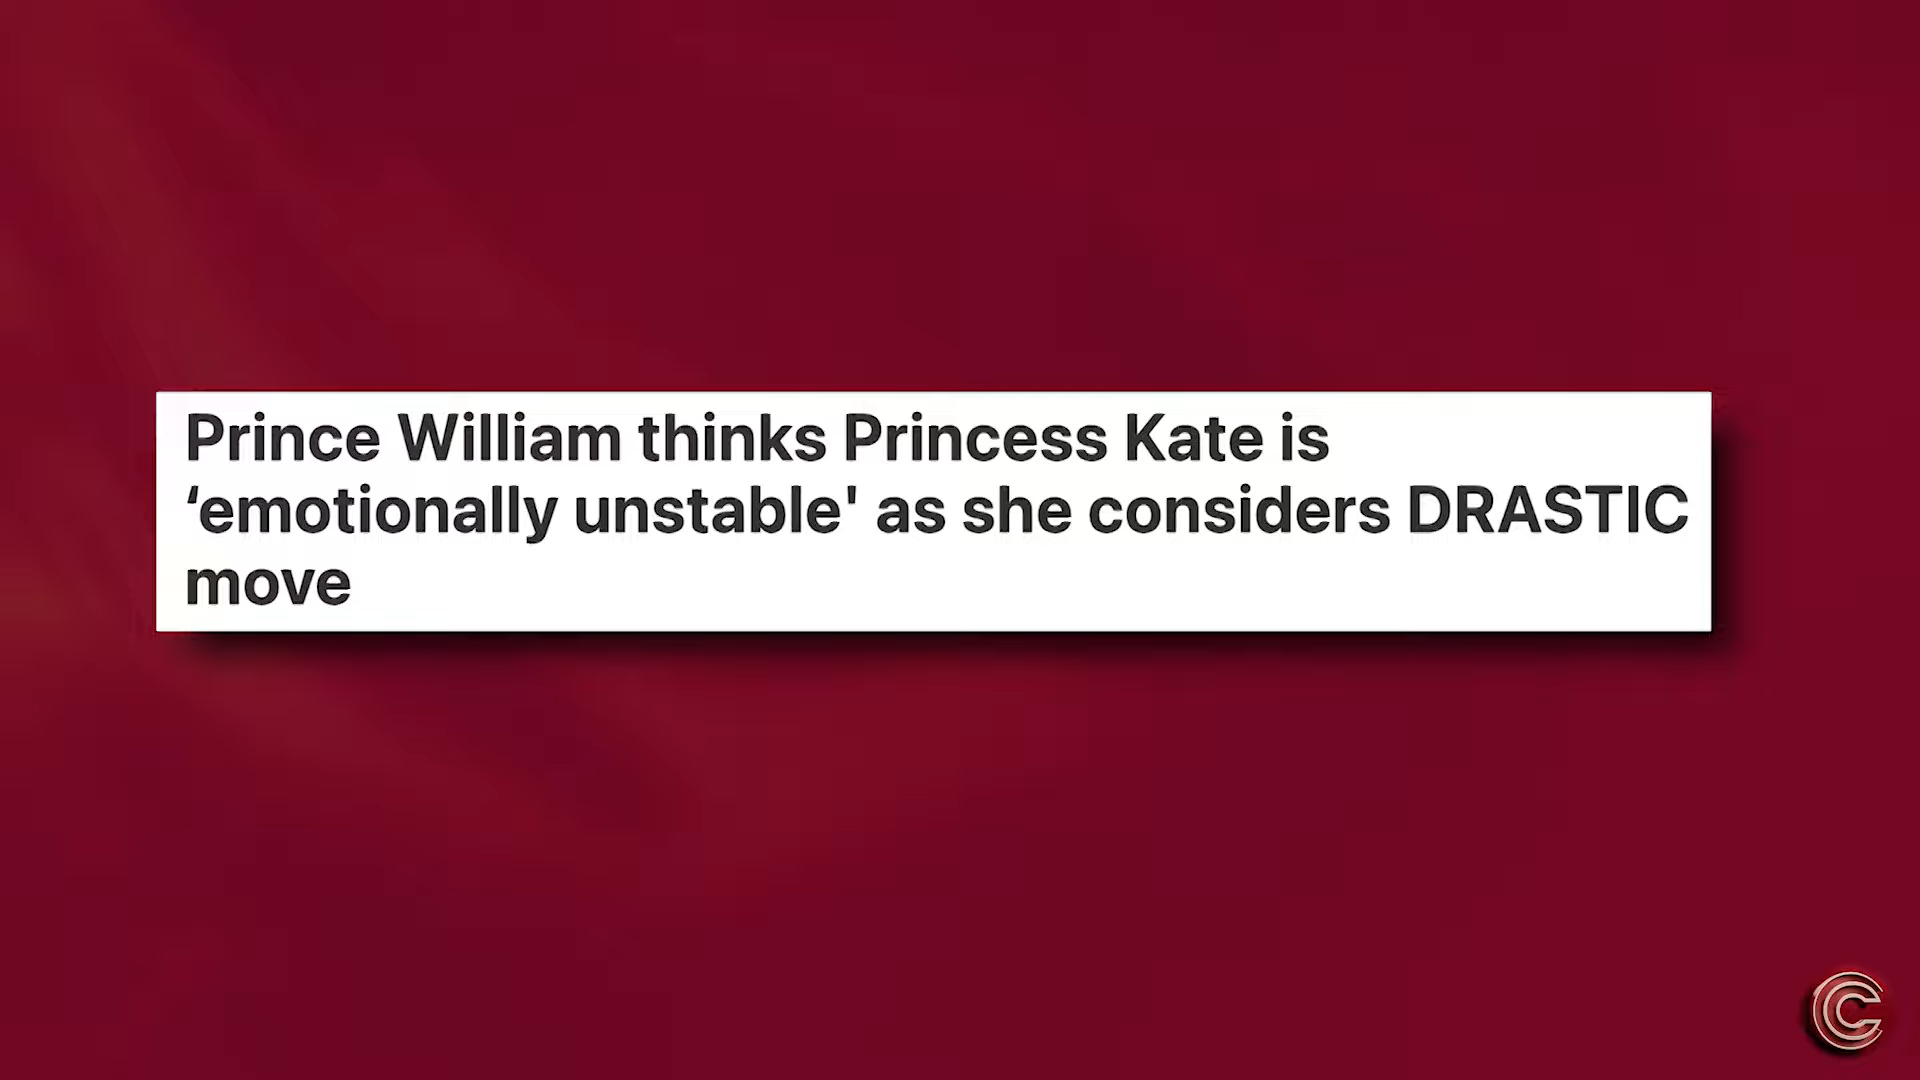 Prince William thinks Princess Kate is
‘emotionally unstable' as she considers DRASTIC
move